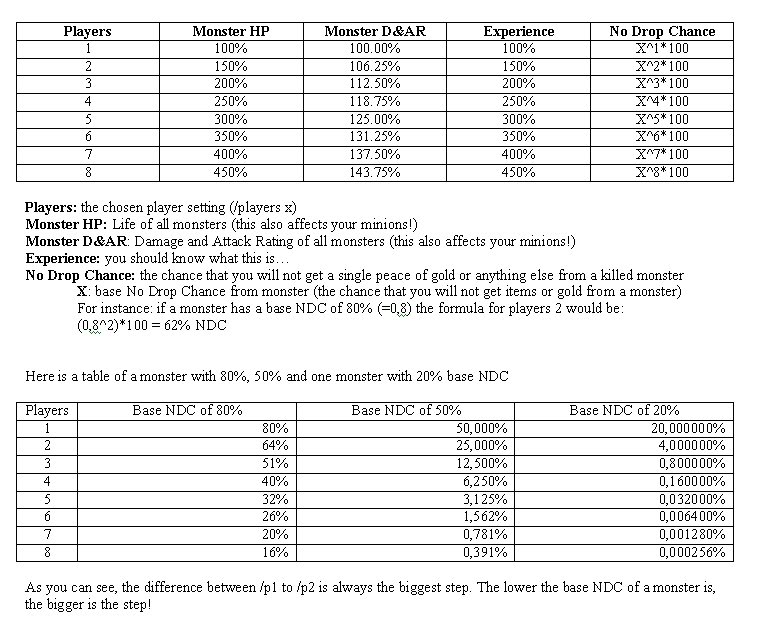 Players Monster HP Monster D&AR Experience No Drop Chance
1 100% 100.00% 100% X^1*100
2 150% 106.25% 150% X^2*100
3 200% 112.50% 200% X^3*100
4 250% 118.75% 250% X^4*100
5 300% 125.00% 300% X^5*100
6 350% 131.25% 350% X^6*100
7 400% 137.50% 400% X^7*100
8 450% 143.75% 450% X^8*100
Players: the chosen player setting (/players x)
Monster HP: Life of all monsters (this also affects your minions!)
Monster D&AR: Damage and Attack Rating of all monsters (this also affects your minions!)
Experience: you should know what this is…
No Drop Chance: the chance that you will not get a single peace of gold or anything else from a killed monster
X: base No Drop Chance from monster (the chance that you will not get items or gold from a monster)
For instance: if a monster has a base NDC of 80% (=0,8) the formula for players 2 would be:
(0,8^2)*100 = 62% NDC
Here is a table of a monster with 80%, 50% and one monster with 20% base NDC
Players Base NDC of 80% Base NDC of 50% Base NDC of 20%
1 80% 50,000% 20,000000%
2 64% 25,000% 4,000000%
3 51% 12,500% 0,800000%
4 40% 6,250% 0,160000%
5 32% 3,125% 0,032000%
6 26% 1,562% 0,006400%
7 20% 0,781% 0,001280%
8 16% 0,391% 0,000256%
As you can see, the difference between /p1 to /p2 is always the biggest step. The lower the base NDC of a monster is,
the bigger is the step!